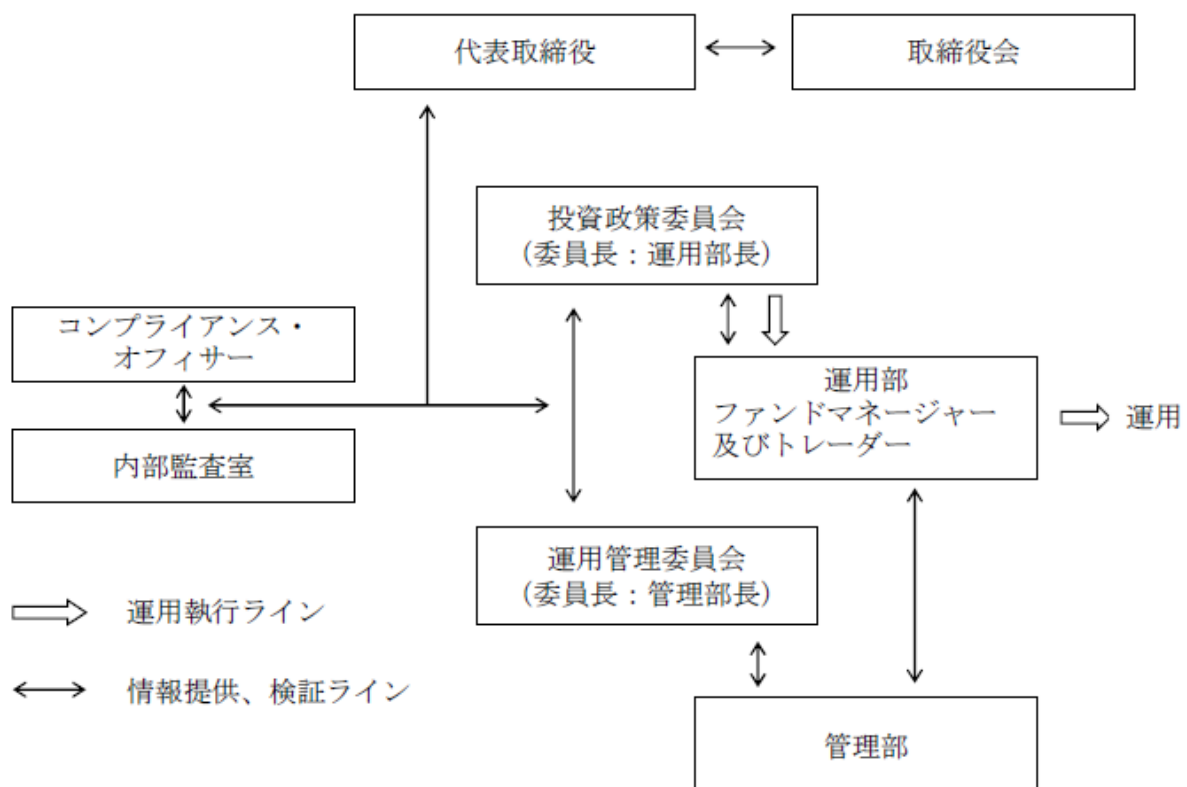 代表取締役
取締役会
投資政策委員会
(委員長：運用部長)
コンプライアンス・
オフィサー
運用部
ファンドマネージャー
及びトレーダー
運用
内部監査室
運用管理委員会
(委員長：管理部長)
運用執行ライン
情報提供、検証ライン
管理部